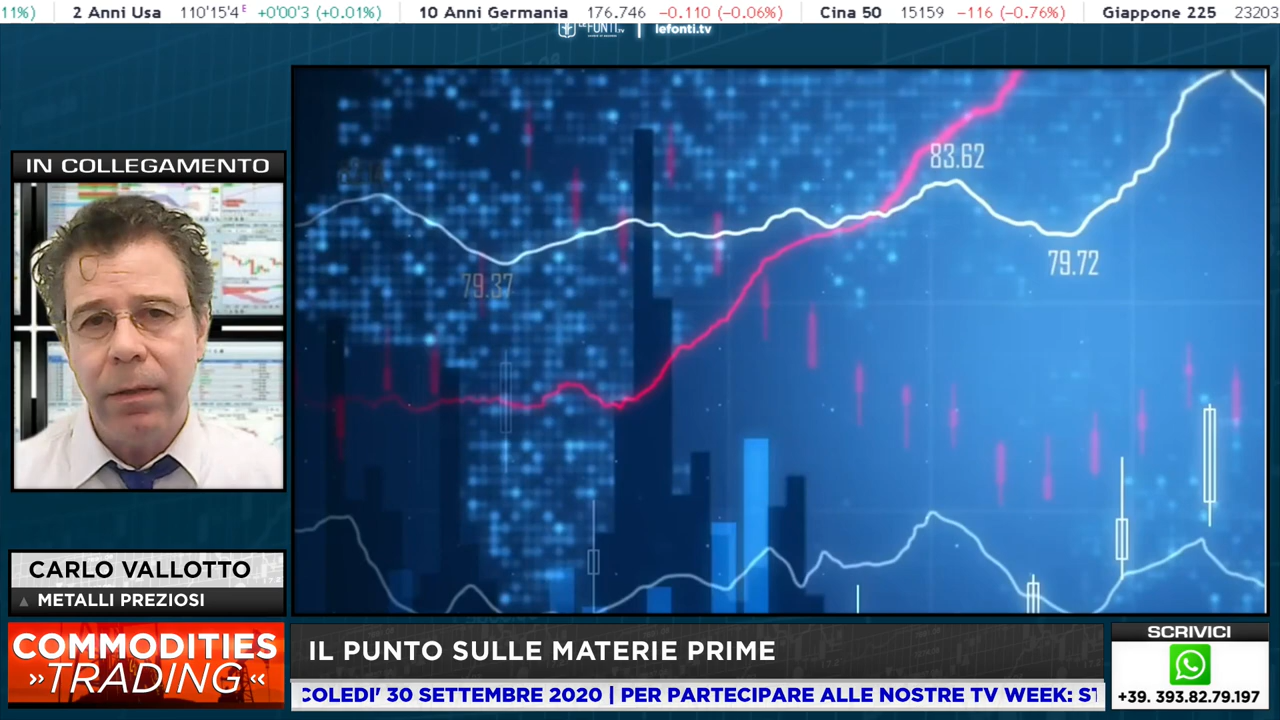 11%)
2 Anni Usa 110'15'4 E +0'00'3 (+0.01%)
10 Anni Germania 176.746 −0.110 (−0.06%)
Cina 50 15159 −116 (−0.76%)
Giappone 225 23203
LEFONTI.TV | lefonti.tv
IN COLLEGAMENTO
83.62
79.37
79.72
CARLO VALLOTTO
▲ METALLI PREZIOSI
COMMODITIES
»TRADING«
IL PUNTO SULLE MATERIE PRIME
COLEDI' 30 SETTEMBRE 2020 | PER PARTECIPARE ALLE NOSTRE TV WEEK: ST
SCRIVICI
+39. 393.82.79.197